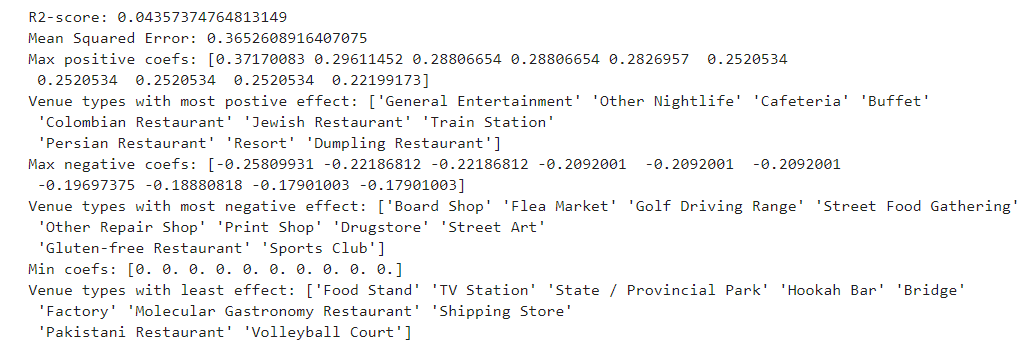 R2-score: 0.04357374764813149
Mean Squared Error: 0.3652608916407075
Max positive coefs: [0.37170083 0.29611452 0.28806654 0.28806654 0.2826957  0.2520534
 0.2520534  0.2520534  0.2520534  0.22199173]
Venue types with most postive effect: ['General Entertainment' 'Other Nightlife' 'Cafeteria' 'Buffet'
 'Colombian Restaurant' 'Jewish Restaurant' 'Train Station'
 'Persian Restaurant' 'Resort' 'Dumpling Restaurant']
Max negative coefs: [-0.25809931 -0.22186812 -0.22186812 -0.2092001  -0.2092001  -0.2092001
 -0.19697375 -0.18880818 -0.17901003 -0.17901003]
Venue types with most negative effect: ['Board Shop' 'Flea Market' 'Golf Driving Range' 'Street Food Gathering'
 'Other Repair Shop' 'Print Shop' 'Drugstore' 'Street Art'
 'Gluten-free Restaurant' 'Sports Club']
Min coefs: [0. 0. 0. 0. 0. 0. 0. 0. 0. 0.]
Venue types with least effect: ['Food Stand' 'TV Station' 'State / Provincial Park' 'Hookah Bar' 'Bridge'
 'Factory' 'Molecular Gastronomy Restaurant' 'Shipping Store'
 'Pakistani Restaurant' 'Volleyball Court']